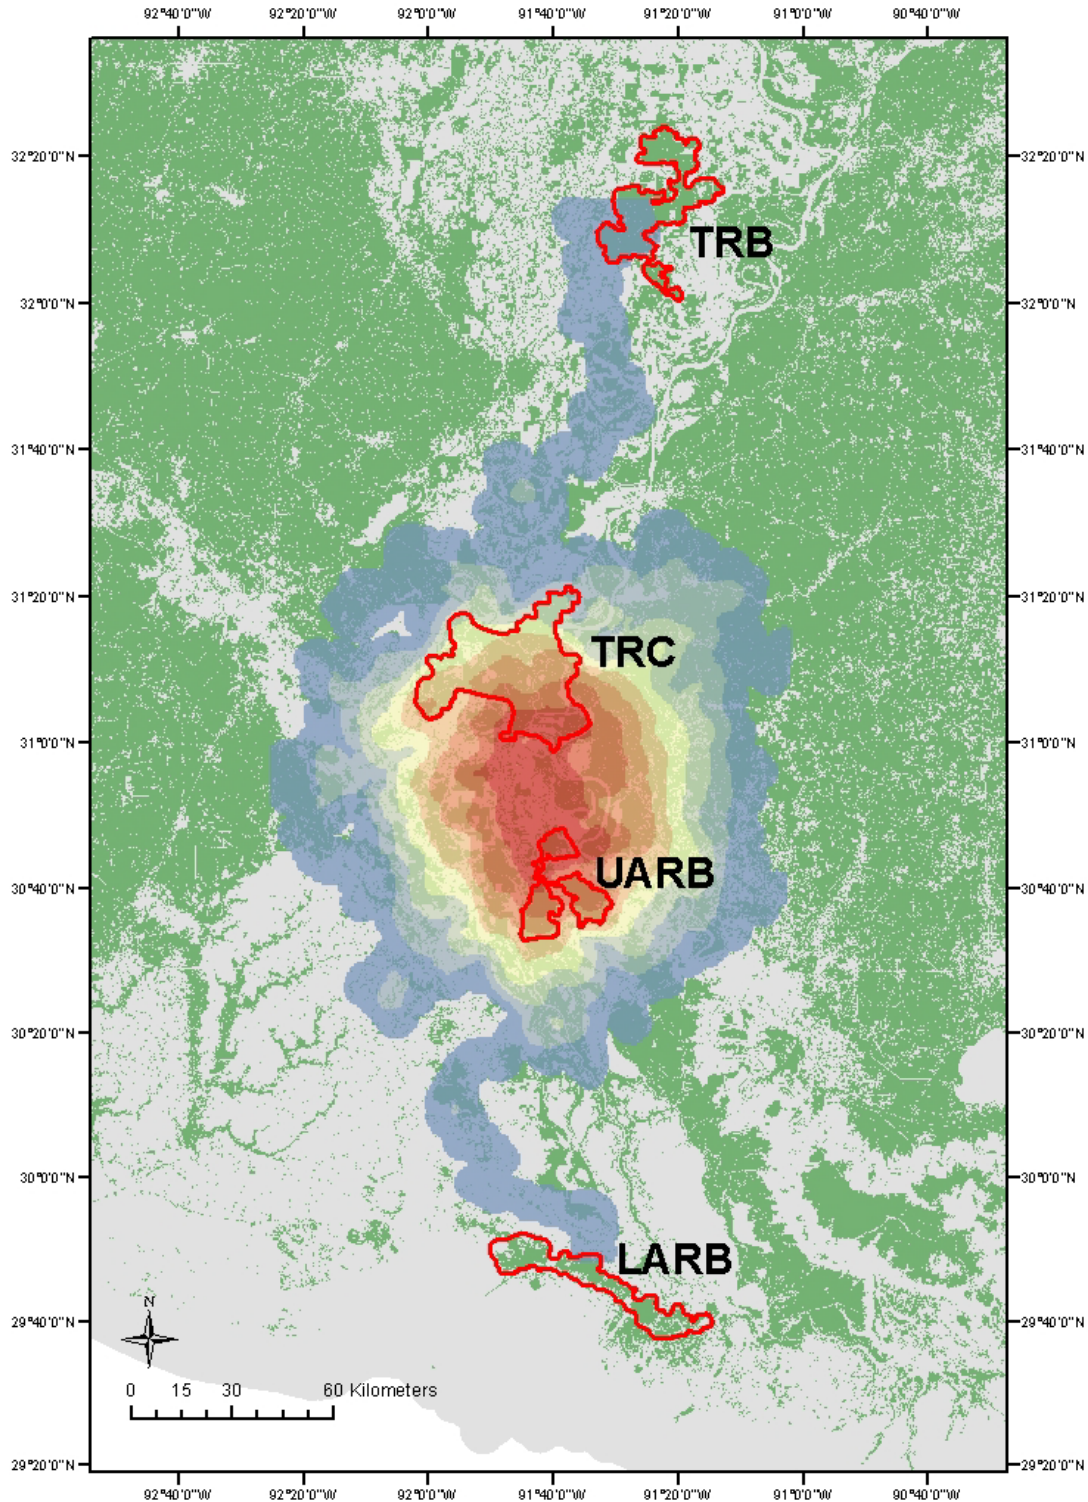 92°40'0"W 92°20'0"W 92°0'0"W 91°40'0"W 91°20'0"W 91°0'0"W 90°40'0"W
32°20'0"N 32°20'0"N
TRB
32°0'0"N 32°0'0"N
31°40'0"N 31°40'0"N
31°20'0"N 31°20'0"N
TRC
31°0'0"N 31°0'0"N
UARB
30°40'0"N 30°40'0"N
30°20'0"N 30°20'0"N
30°0'0"N 30°0'0"N
LARB
N
29°40'0"N 29°40'0"N
0 15 30 60 Kilometers
29°20'0"N 29°20'0"N
92°40'0"W 92°20'0"W 92°0'0"W 91°40'0"W 91°20'0"W 91°0'0"W 90°40'0"W